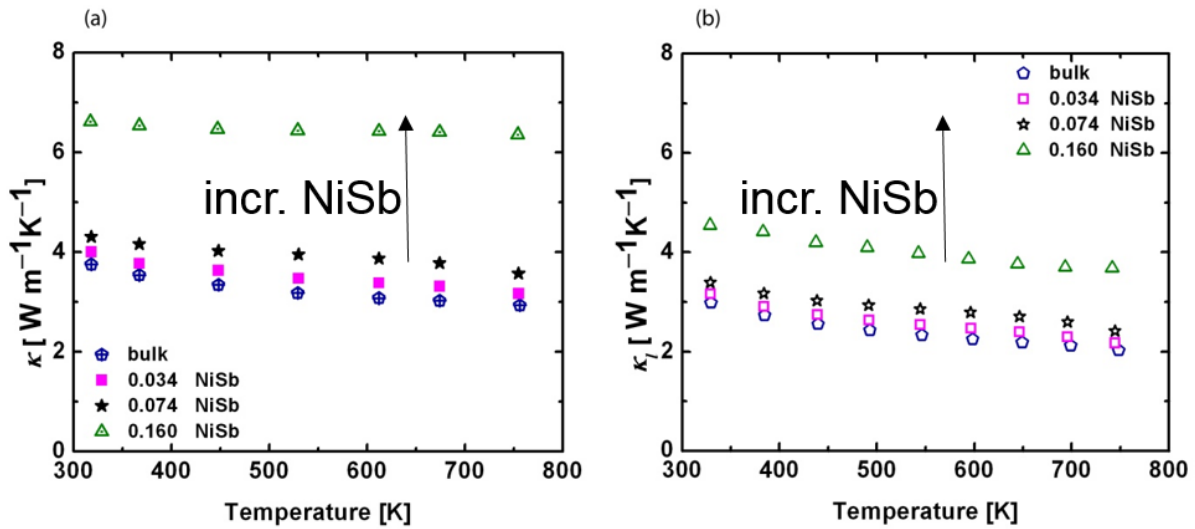 (a)
8
6
4
2
0
κ [ W m⁻¹K⁻¹]
incr. NiSb
bulk
0.034 NiSb
0.074 NiSb
0.160 NiSb
300 400 500 600 700 800
Temperature [K]
(b)
8
6
4
2
0
κₗ [ W m⁻¹K⁻¹]
bulk
0.034 NiSb
0.074 NiSb
0.160 NiSb
incr. NiSb
300 400 500 600 700 800
Temperature [K]